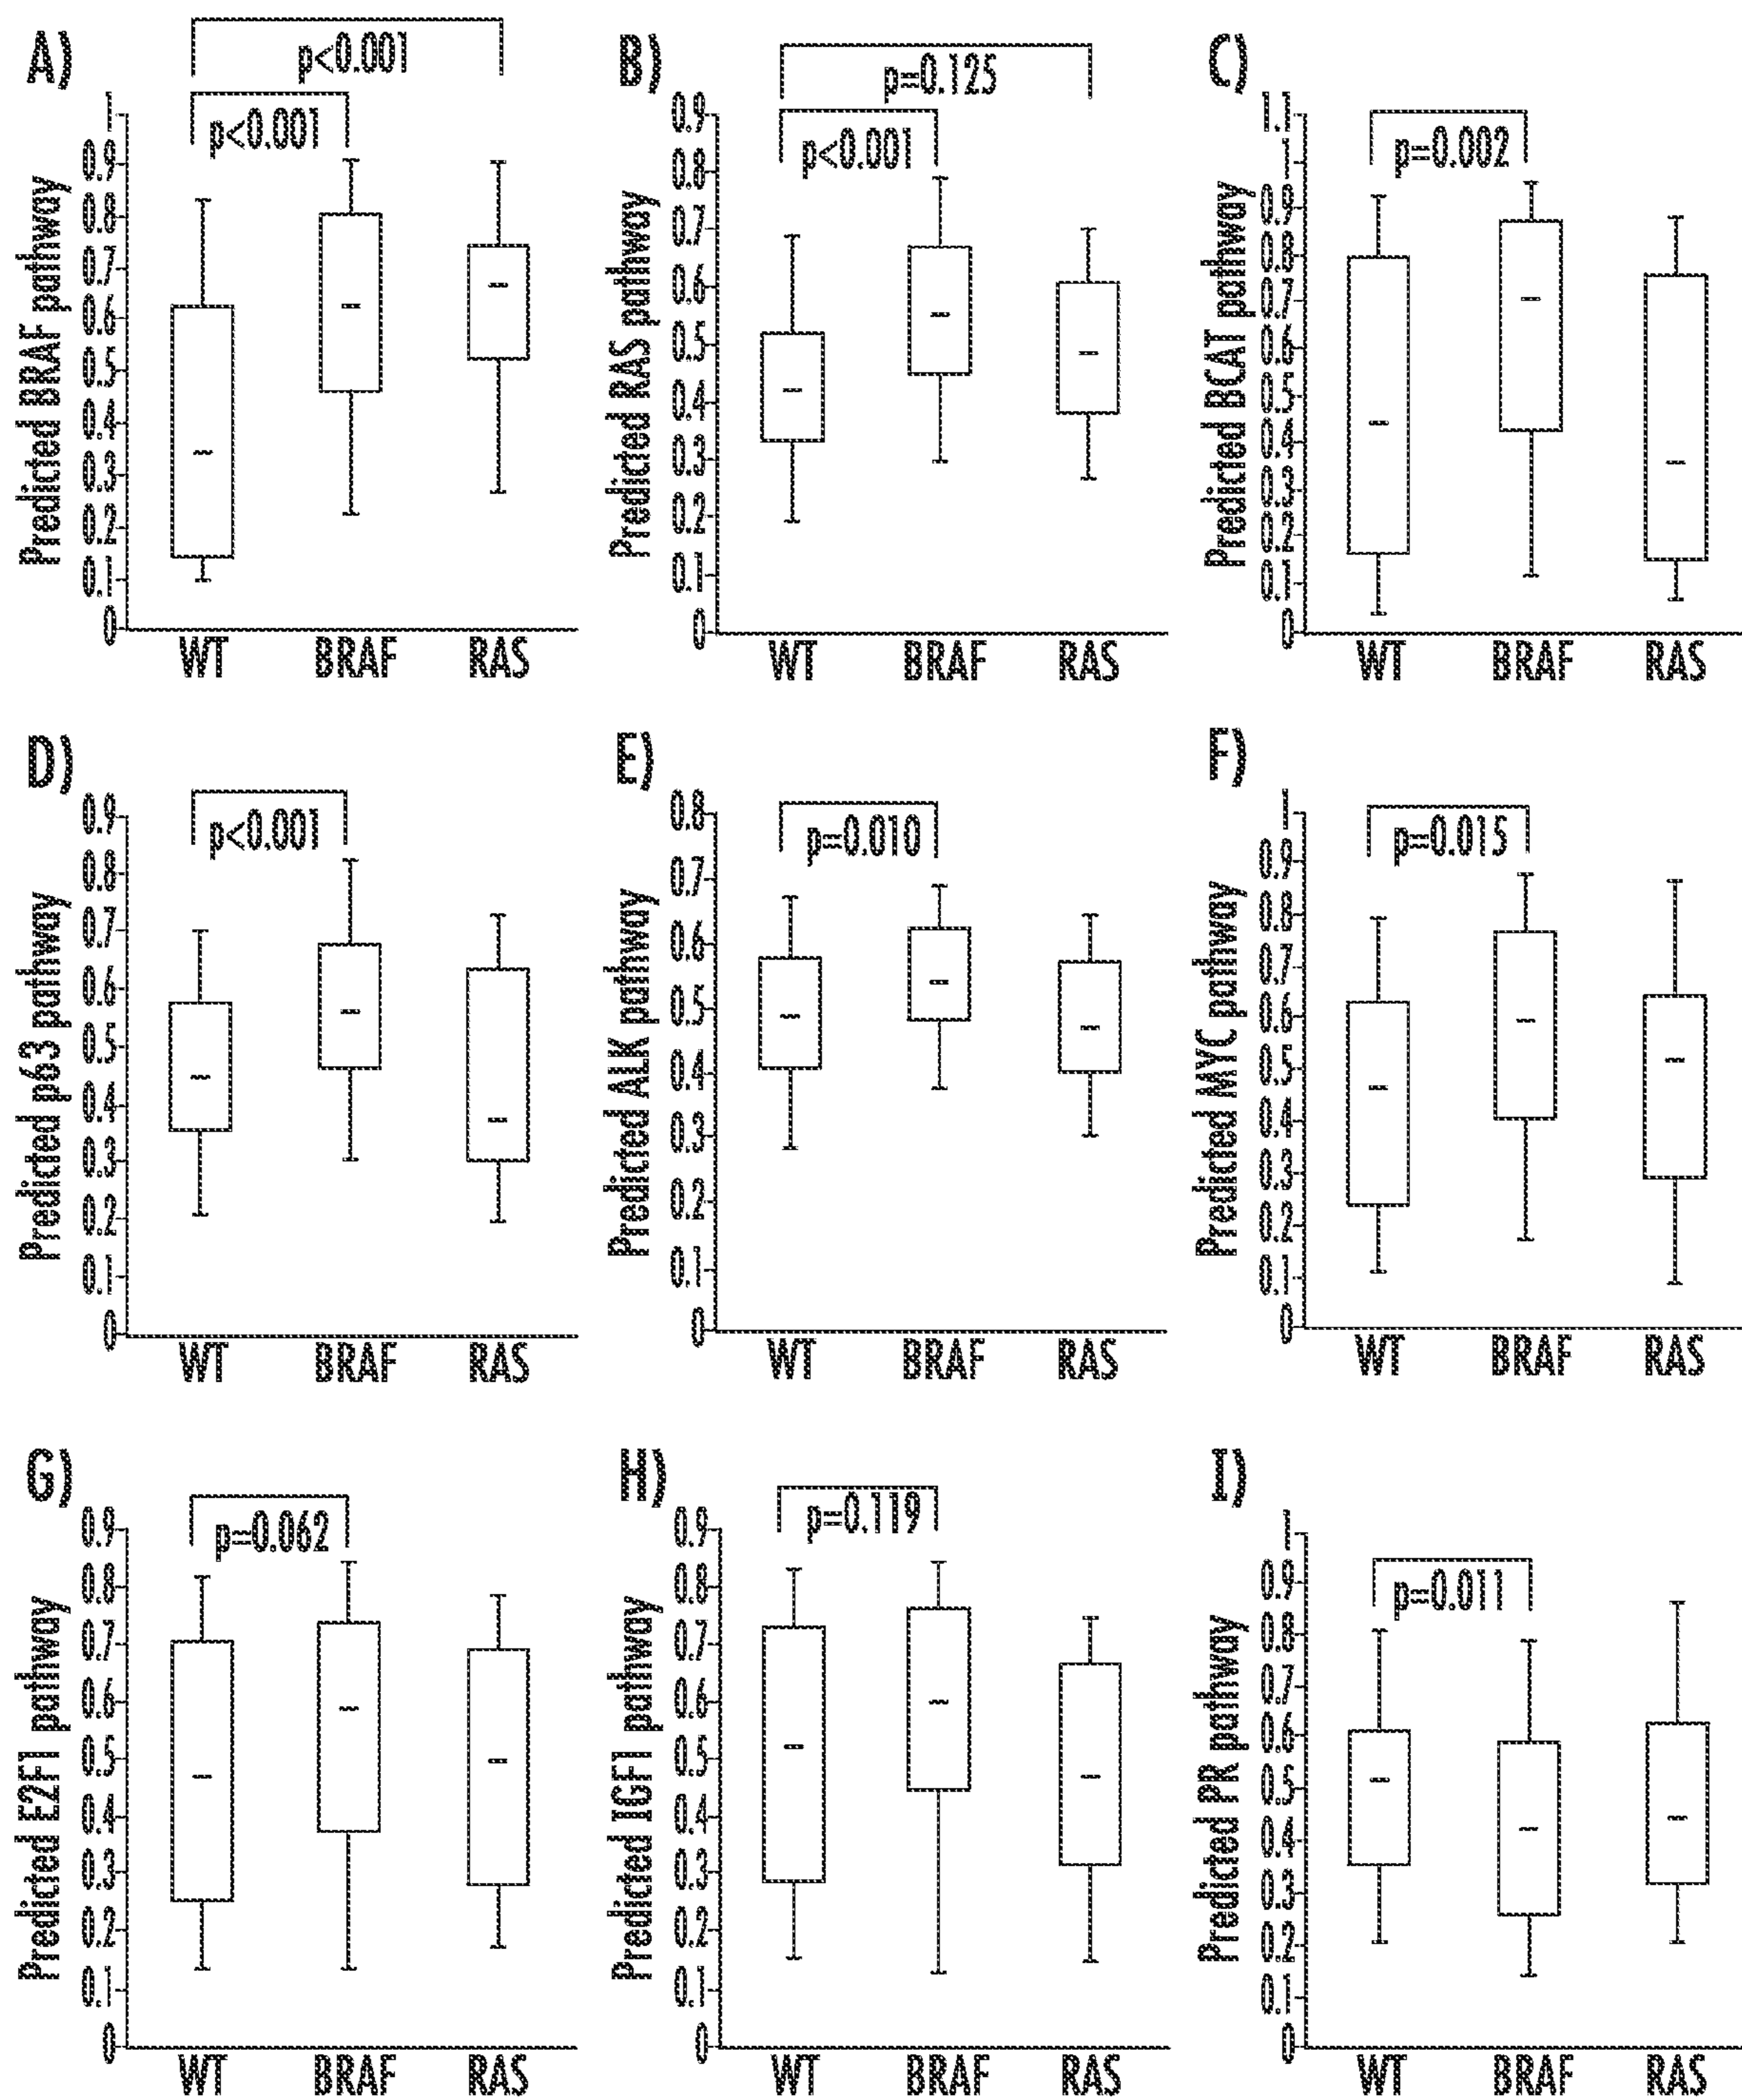 A)
p<0.001
p<0.001
Predicted BRAF pathway
1
0.9
0.8
0.7
0.6
0.5
0.4
0.3
0.2
0.1
0
WT BRAF RAS
B)
p=0.125
p<0.001
Predicted RAS pathway
0.9
0.8
0.7
0.6
0.5
0.4
0.3
0.2
0.1
0
WT BRAF RAS
C)
p=0.002
Predicted BCAT pathway
1.1
1
0.9
0.8
0.7
0.6
0.5
0.4
0.3
0.2
0.1
0
WT BRAF RAS
D)
p<0.001
Predicted p63 pathway
0.9
0.8
0.7
0.6
0.5
0.4
0.3
0.2
0.1
0
WT BRAF RAS
E)
p=0.010
Predicted ALK pathway
0.8
0.7
0.6
0.5
0.4
0.3
0.2
0.1
0
WT BRAF RAS
F)
p=0.015
Predicted MYC pathway
1
0.9
0.8
0.7
0.6
0.5
0.4
0.3
0.2
0.1
0
WT BRAF RAS
G)
p=0.062
Predicted E2F1 pathway
0.9
0.8
0.7
0.6
0.5
0.4
0.3
0.2
0.1
0
WT BRAF RAS
H)
p=0.119
Predicted IGF1 pathway
0.9
0.8
0.7
0.6
0.5
0.4
0.3
0.2
0.1
0
WT BRAF RAS
I)
p=0.011
Predicted PR pathway
1
0.9
0.8
0.7
0.6
0.5
0.4
0.3
0.2
0.1
0
WT BRAF RAS